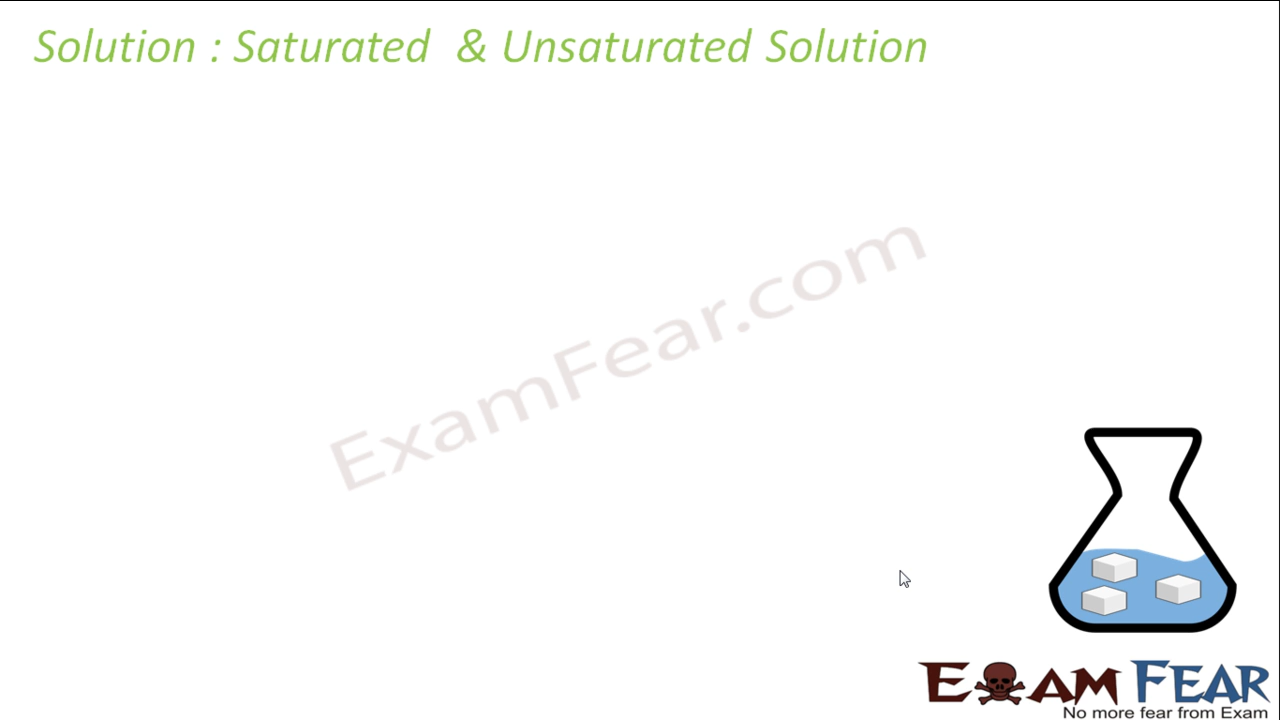 Solution : Saturated & Unsaturated Solution
ExamFear.com
EXAM FEAR
No more fear from Exam